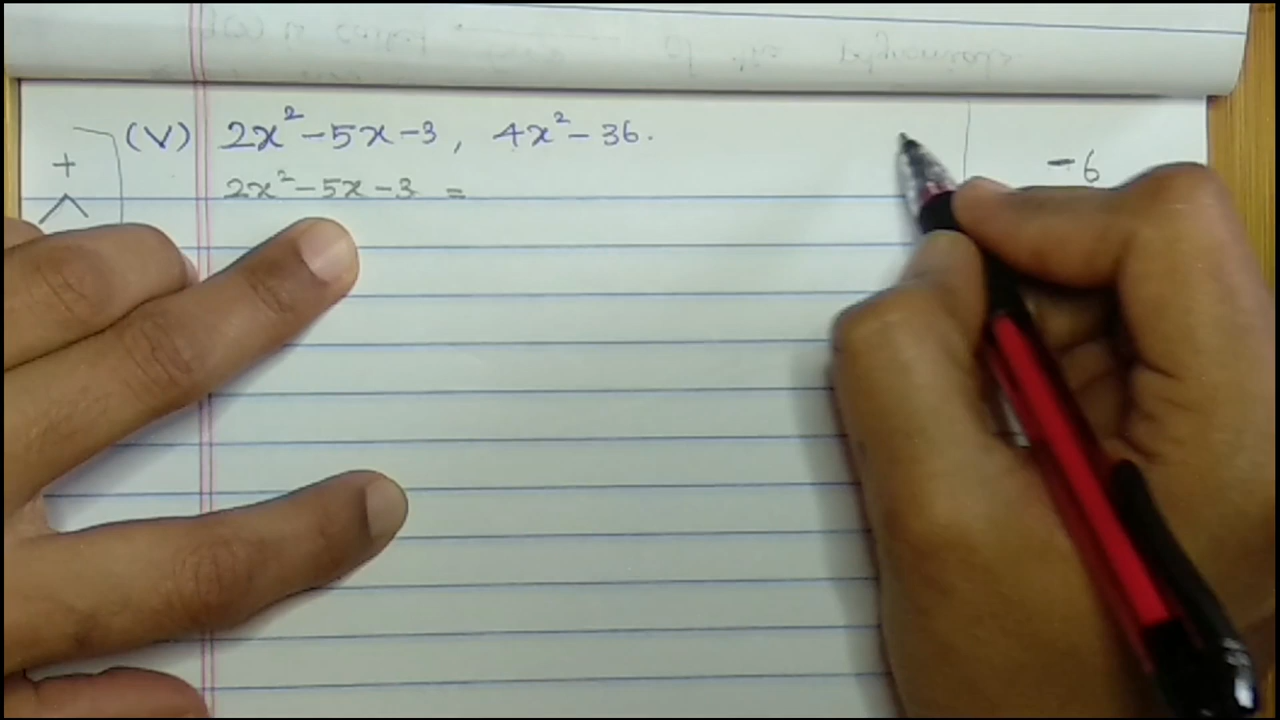 (V) 2x² - 5x - 3, 4x² - 36.
2x² - 5x - 3 =
+
- 6